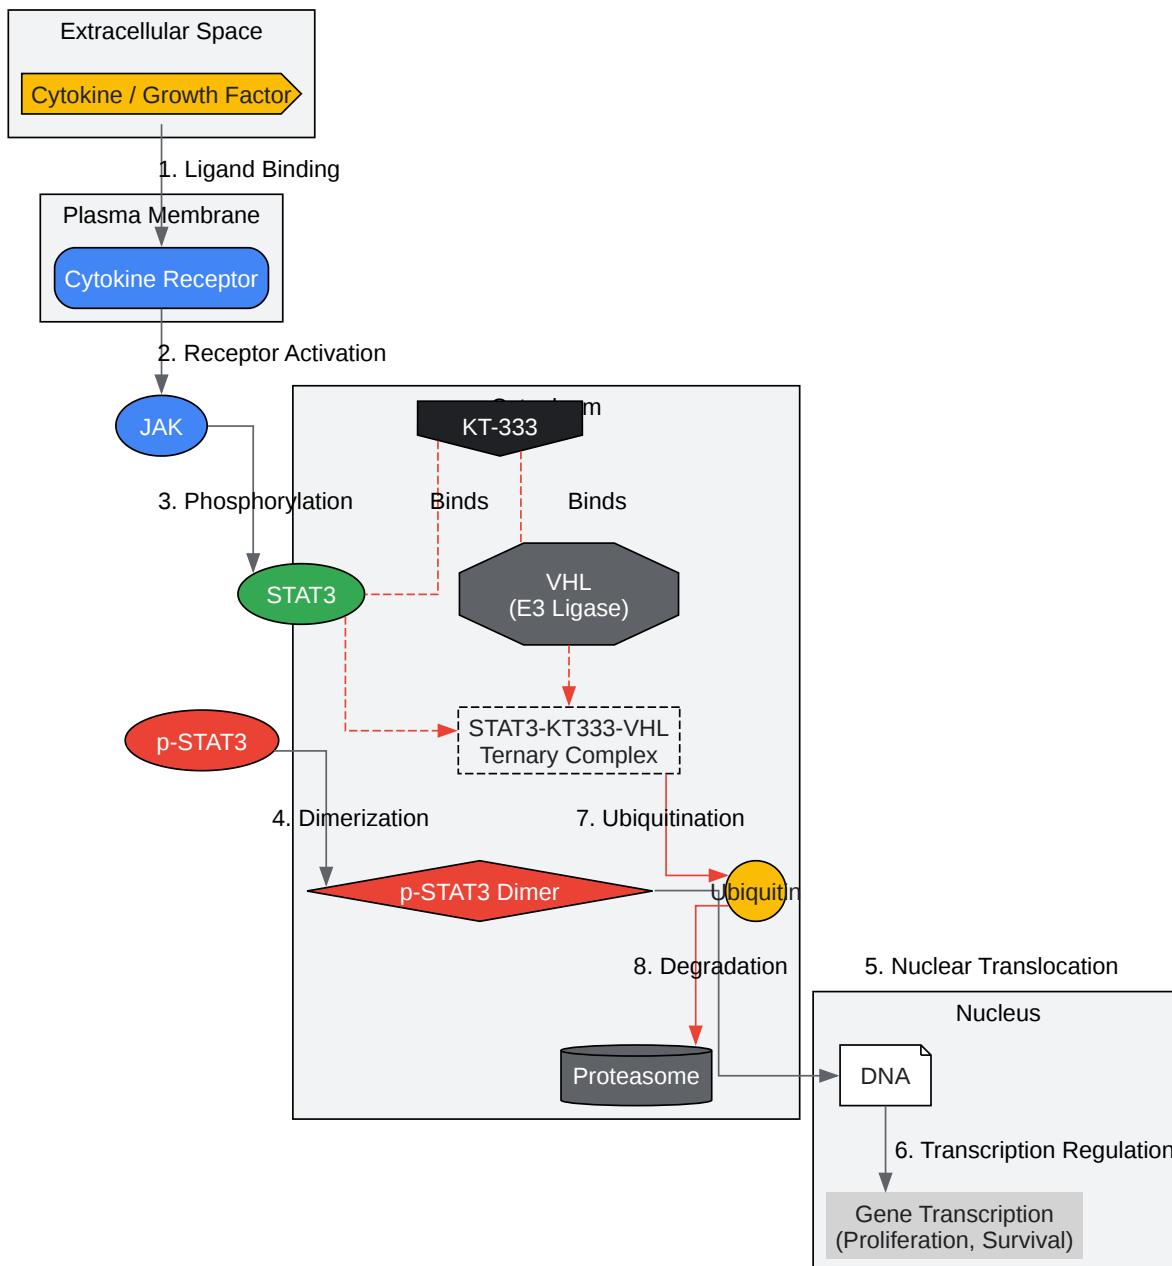 Extracellular Space
Cytokine / Growth Factor
1. Ligand Binding
Plasma Membrane
Cytokine Receptor
2. Receptor Activation
JAK
KT-333
3. Phosphorylation
Binds
Binds
STAT3
VHL
(E3 Ligase)
p-STAT3
STAT3-KT333-VHL
Ternary Complex
4. Dimerization
7. Ubiquitination
p-STAT3 Dimer
Ubiquitin
8. Degradation
5. Nuclear Translocation
Nucleus
Proteasome
DNA
6. Transcription Regulation
Gene Transcription
(Proliferation, Survival)